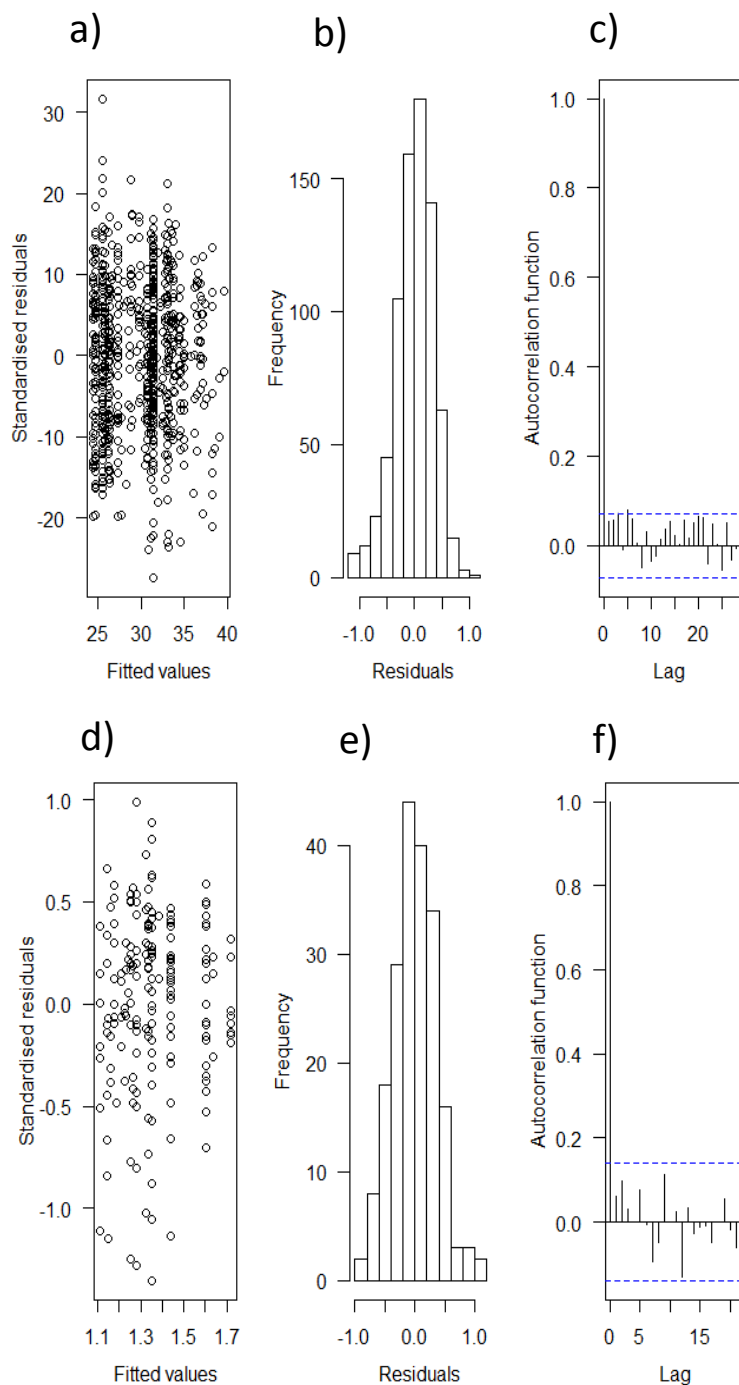 a) b) c)
Standardised residuals
30
20
10
0
-10
-20
25 30 35 40
Fitted values
Frequency
150
100
50
0
-1.0 0.0 1.0
Residuals
Autocorrelation function
1.0
0.8
0.6
0.4
0.2
0.0
0 10 20
Lag
d) e) f)
Standardised residuals
1.0
0.5
0.0
-0.5
-1.0
1.1 1.3 1.5 1.7
Fitted values
Frequency
40
30
20
10
0
-1.0 0.0 1.0
Residuals
Autocorrelation function
1.0
0.8
0.6
0.4
0.2
0.0
0 5 15
Lag